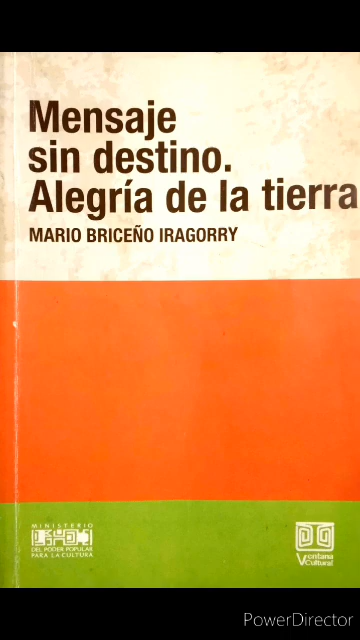 Mensaje
sin destino.
Alegría de la tierra
MARIO BRICEÑO IRAGORRY
MINISTERIO
DEL PODER POPULAR
PARA LA CULTURA
Ventana
Cultural
PowerDirector